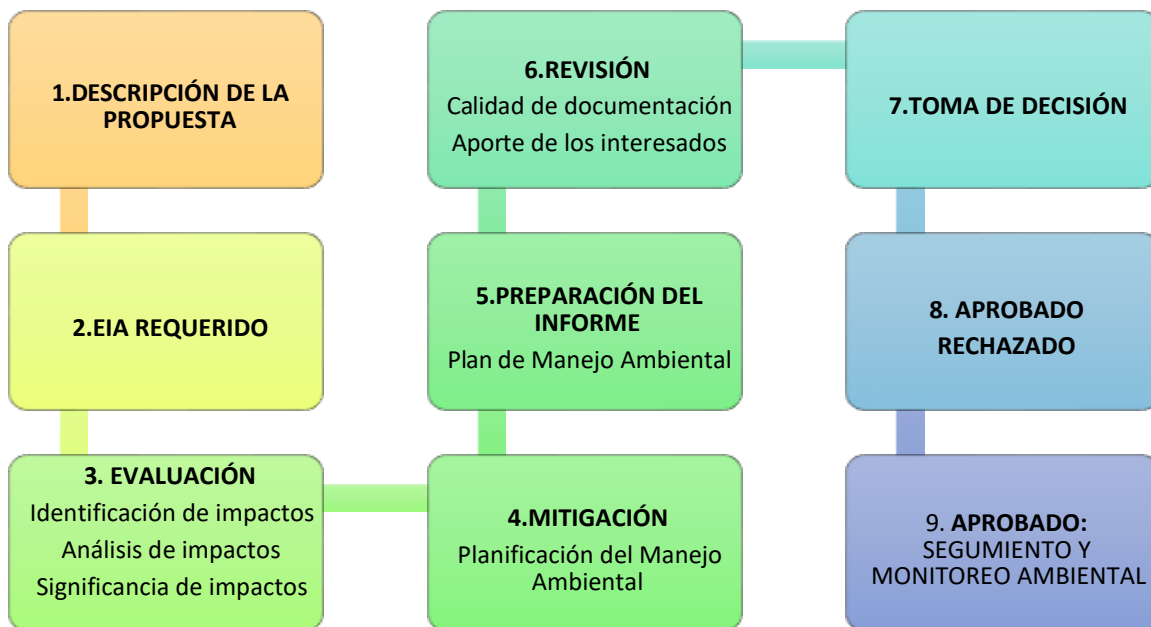 1.DESCRIPCIÓN DE LA
PROPUESTA
2.EIA REQUERIDO
3. EVALUACIÓN
Identificación de impactos
Análisis de impactos
Significancia de impactos
4.MITIGACIÓN
Planificación del Manejo
Ambiental
5.PREPARACIÓN DEL
INFORME
Plan de Manejo Ambiental
6.REVISIÓN
Calidad de documentación
Aporte de los interesados
7.TOMA DE DECISIÓN
8. APROBADO
RECHAZADO
9. APROBADO:
SEGUMIENTO Y
MONITOREO AMBIENTAL